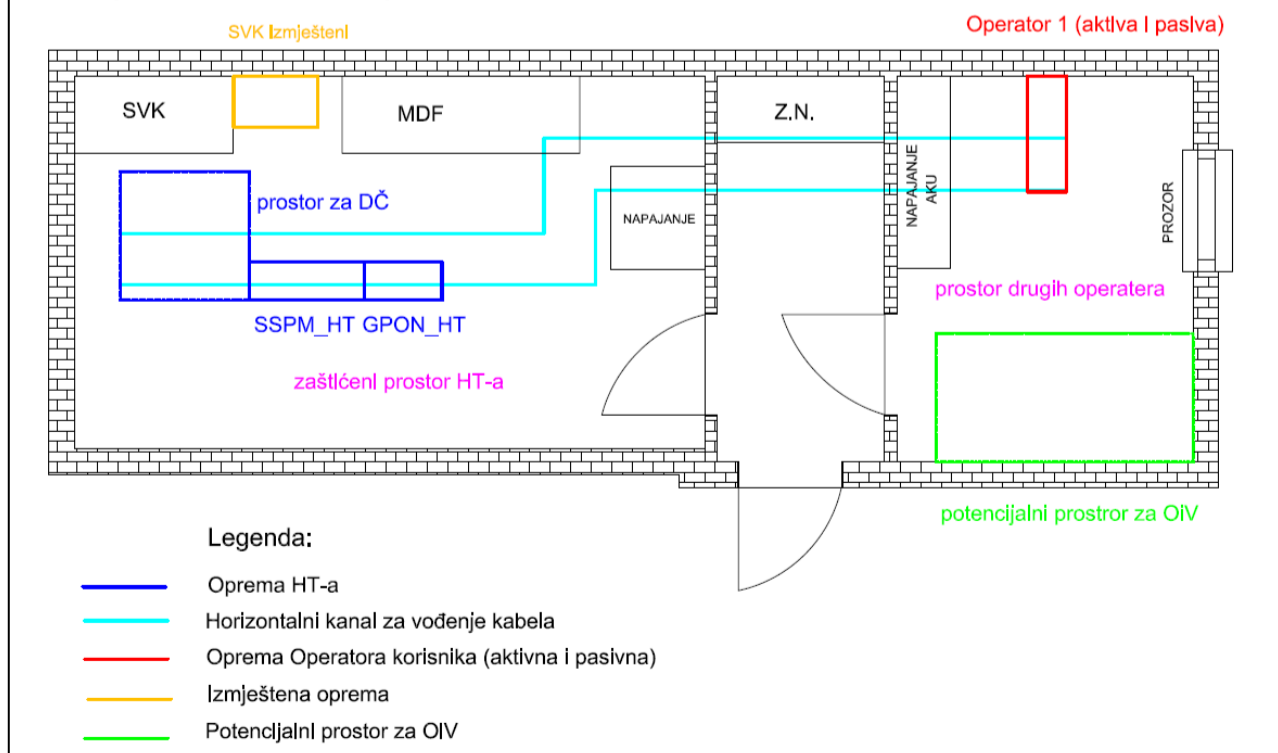 SVK Izmješteni
Operator 1 (aktiva i pasiva)
SVK
MDF
Z.N.
NAPAJANJE
AKU
PROZOR
prostor za DČ
NAPAJANJE
SSPM_HT GPON_HT
prostor drugih operatera
zaštićeni prostor HT-a
potencijalni prostror za OiV
Legenda:
Oprema HT-a
Horizontalni kanal za vođenje kabela
Oprema Operatora korisnika (aktivna i pasivna)
Izmještena oprema
Potencijalni prostor za OIV